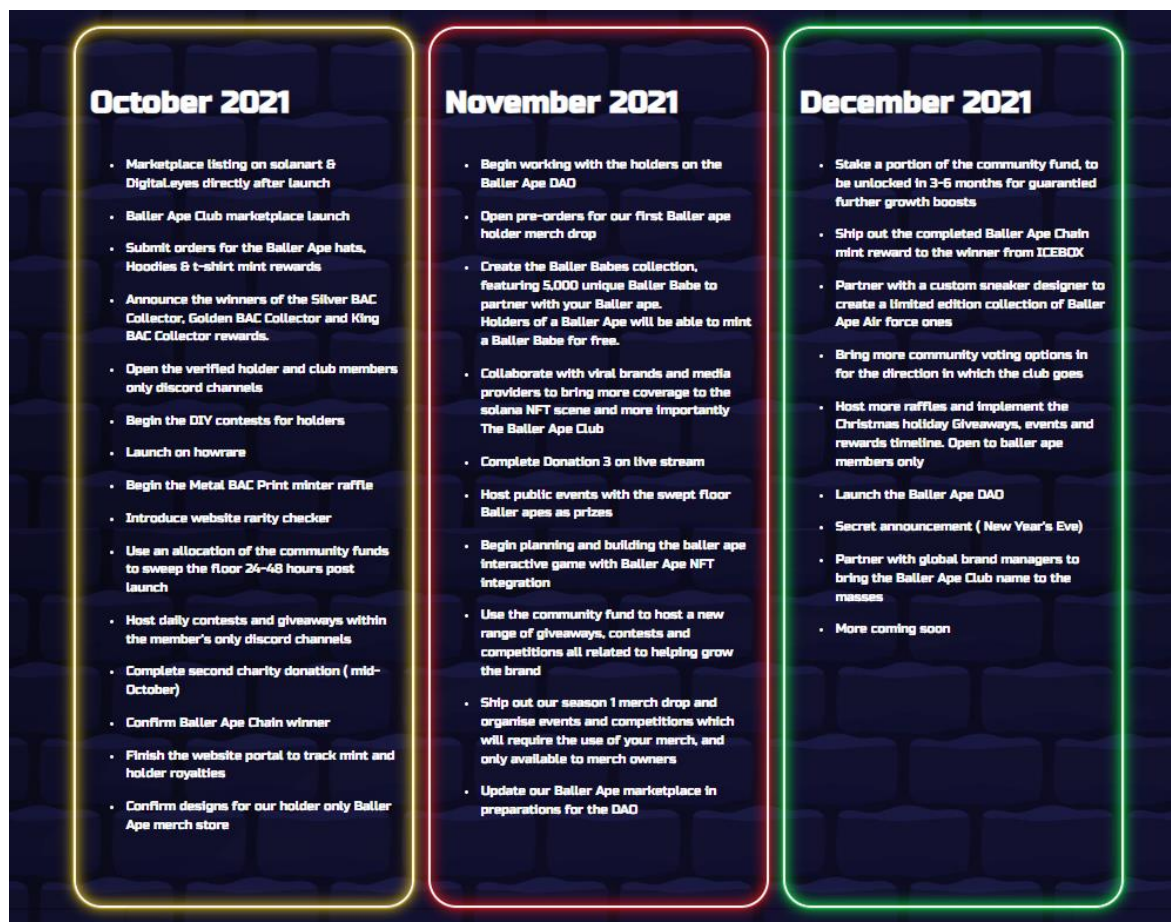 October 2021
Marketplace listing on solanart &
Digital.eyes directly after launch
Baller Ape Club marketplace launch
Submit orders for the Baller Ape hats,
Hoodies & t-shirt mint rewards
Announce the winners of the Silver BAC
Collector, Golden BAC Collector and King
BAC Collector rewards.
Open the verified holder and club members
only discord channels
Begin the DIY contests for holders
Launch on howrare
Begin the Metal BAC Print minter raffle
Introduce website rarity checker
Use an allocation of the community funds
to sweep the floor 24-48 hours post
launch
Host daily contests and giveaways within
the member's only discord channels
Complete second charity donation ( mid-
October)
Confirm Baller Ape Chain winner
Finish the website portal to track mint and
holder royalties
Confirm designs for our holder only Baller
Ape merch store
November 2021
Begin working with the holders on the
Baller Ape DAO
Open pre-orders for our first Baller ape
holder merch drop
Create the Baller Babes collection,
featuring 5,000 unique Baller Babe to
partner with your Baller ape.
Holders of a Baller Ape will be able to mint
a Baller Babe for free.
Collaborate with viral brands and media
providers to bring more coverage to the
solana NFT scene and more importantly
The Baller Ape Club
Complete Donation 3 on live stream
Host public events with the swept floor
Baller apes as prizes
Begin planning and building the baller ape
interactive game with Baller Ape NFT
integration
Use the community fund to host a new
range of giveaways, contests and
competitions all related to helping grow
the brand
Ship out our season 1 merch drop and
organise events and competitions which
will require the use of your merch, and
only available to merch owners
Update our Baller Ape marketplace in
preparations for the DAO
December 2021
Stake a portion of the community fund, to
be unlocked in 3-6 months for guarantied
further growth boosts
Ship out the completed Baller Ape Chain
mint reward to the winner from ICEBOX
Partner with a custom sneaker designer to
create a limited edition collection of Baller
Ape Air force ones
Bring more community voting options in
for the direction in which the club goes
Host more raffles and implement the
Christmas holiday Giveaways, events and
rewards timeline. Open to baller ape
members only
Launch the Baller Ape DAO
Secret announcement ( New Year's Eve)
Partner with global brand managers to
bring the Baller Ape Club name to the
masses
More coming soon